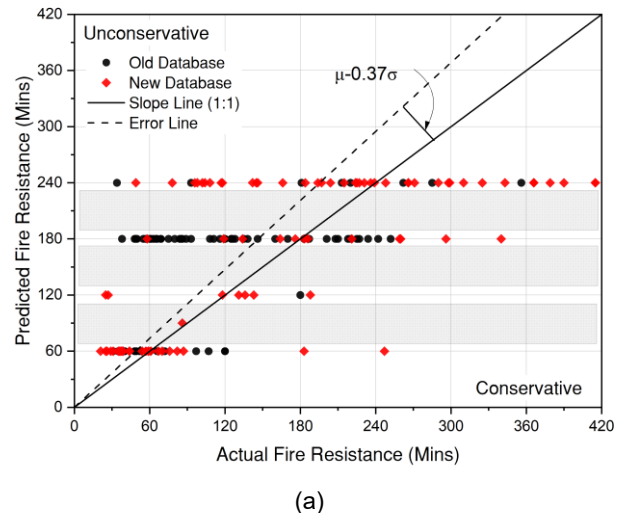 Unconservative
Old Database
New Database
Slope Line (1:1)
Error Line
μ-0.37σ
Conservative
Predicted Fire Resistance (Mins)
420
360
300
240
180
120
60
0
0 60 120 180 240 300 360 420
Actual Fire Resistance (Mins)
(a)